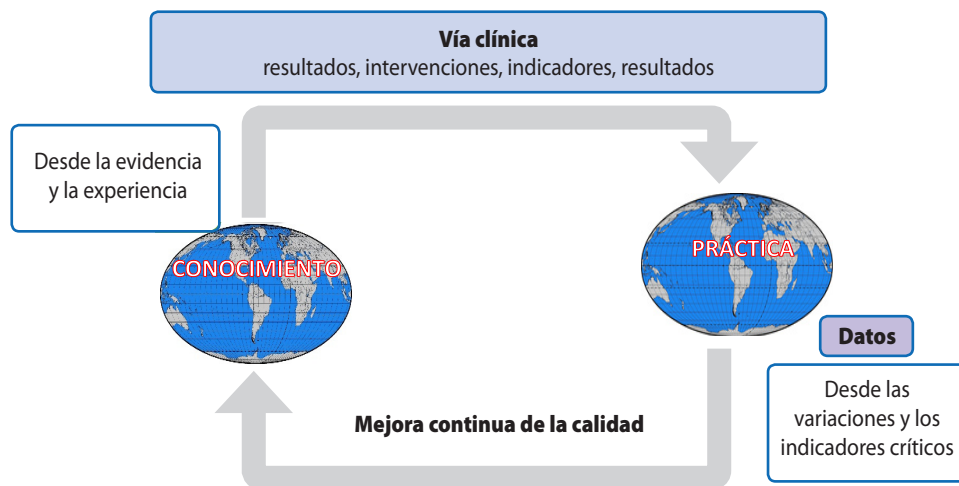 Vía clínica
resultados, intervenciones, indicadores, resultados
Desde la evidencia
y la experiencia
CONOCIMIENTO
PRÁCTICA
Datos
Desde las
variaciones y los
indicadores críticos
Mejora continua de la calidad